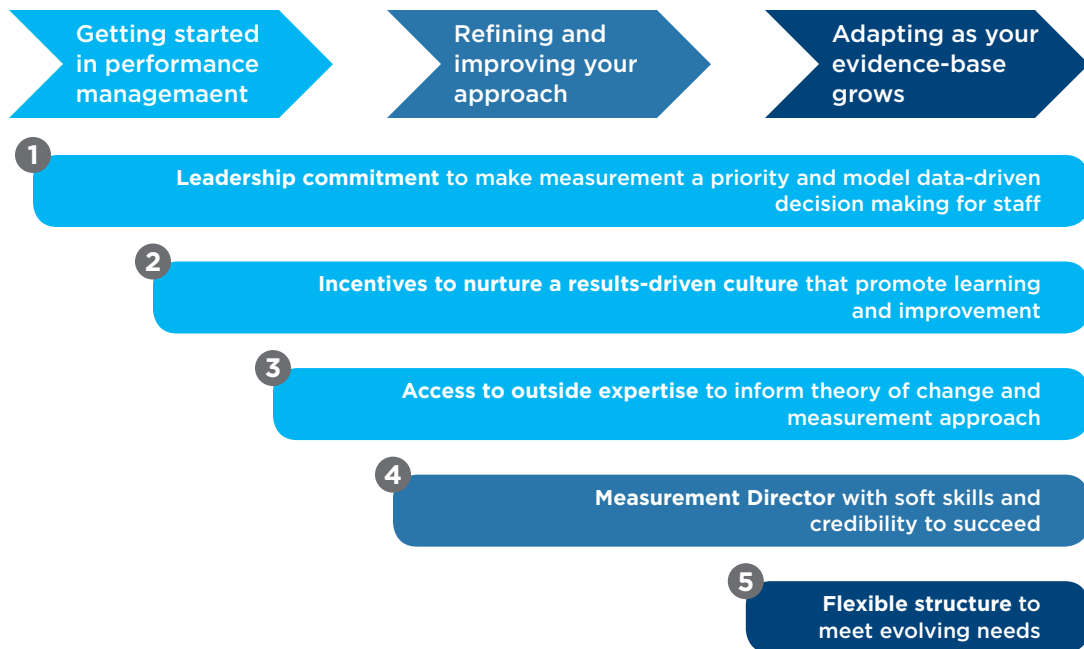 Getting started
in performance
managemaent
Refining and
improving your
approach
Adapting as your
evidence-base
grows
1
Leadership commitment to make measurement a priority and model data-driven
decision making for staff
2
Incentives to nurture a results-driven culture that promote learning
and improvement
3
Access to outside expertise to inform theory of change and
measurement approach
4
Measurement Director with soft skills and
credibility to succeed
5
Flexible structure to
meet evolving needs